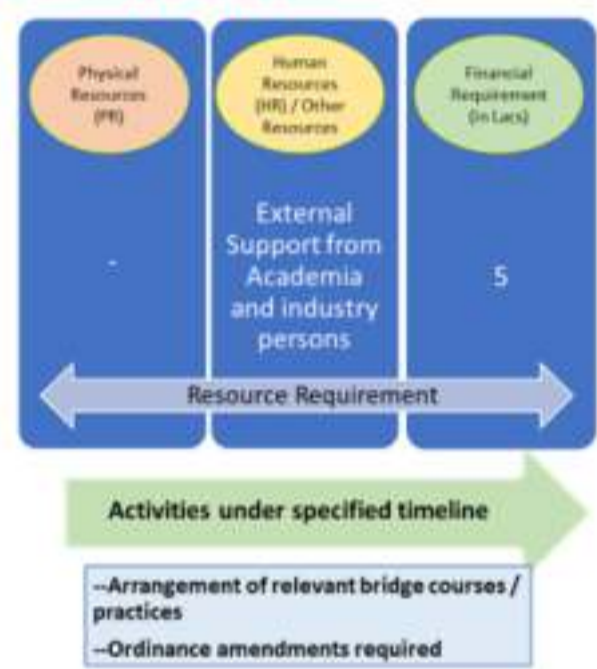 Physical
Resources
(PR)
Human
Resources
(HR) / Other
Resources
Financial
Requirement
(in Lacs)
-
External
Support from
Academia
and industry
persons
5
Resource Requirement
Activities under specified timeline
--Arrangement of relevant bridge courses /
practices
--Ordinance amendments required